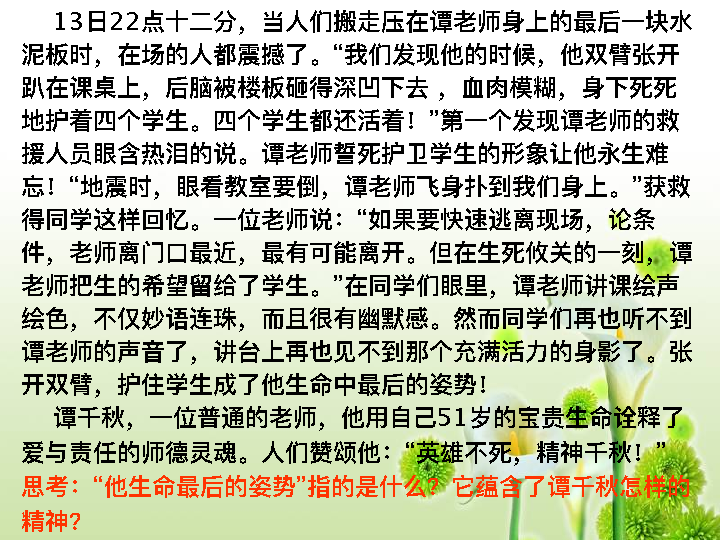 13日22点十二分，当人们搬走压在谭老师身上的最后一块水
泥板时，在场的人都震撼了。“我们发现他的时候，他双臂张开
趴在课桌上，后脑被楼板砸得深凹下去 ，血肉模糊，身下死死
地护着四个学生。四个学生都还活着！”第一个发现谭老师的救
援人员眼含热泪的说。谭老师誓死护卫学生的形象让他永生难
忘！“地震时，眼看教室要倒，谭老师飞身扑到我们身上。”获救
得同学这样回忆。一位老师说：“如果要快速逃离现场，论条
件，老师离门口最近，最有可能离开。但在生死攸关的一刻，谭
老师把生的希望留给了学生。”在同学们眼里，谭老师讲课绘声
绘色，不仅妙语连珠，而且很有幽默感。然而同学们再也听不到
谭老师的声音了，讲台上再也见不到那个充满活力的身影了。张
开双臂，护住学生成了他生命中最后的姿势！
谭千秋，一位普通的老师，他用自己51岁的宝贵生命诠释了
爱与责任的师德灵魂。人们赞颂他：“英雄不死，精神千秋！”
思考：“他生命最后的姿势”指的是什么？它蕴含了谭千秋怎样的
精神？